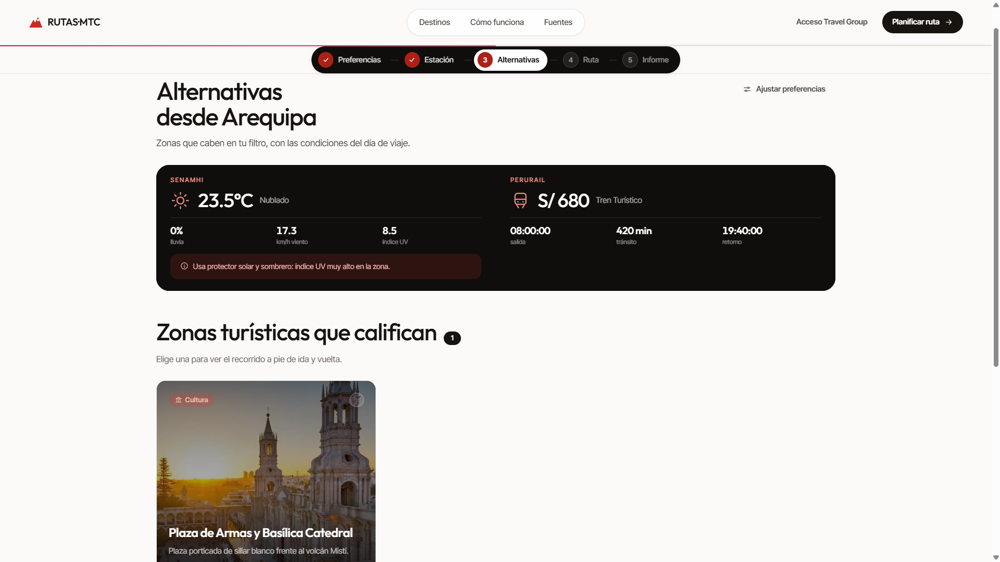 RUTAS·MTC
Destinos
Cómo funciona
Fuentes
Acceso Travel Group
Planificar ruta
Preferencias
Estación
3 Alternativas
4 Ruta
5 Informe
Alternativas
desde Arequipa
Ajustar preferencias
Zonas que caben en tu filtro, con las condiciones del día de viaje.
SENAMHI
23.5°C Nublado
0%
lluvia
17.3
km/h viento
8.5
índice UV
Usa protector solar y sombrero: índice UV muy alto en la zona.
PERURAIL
S/ 680 Tren Turístico
08:00:00
salida
420 min
tránsito
19:40:00
retorno
Zonas turísticas que califican 1
Elige una para ver el recorrido a pie de ida y vuelta.
Cultura
Plaza de Armas y Basílica Catedral
Plaza porticada de sillar blanco frente al volcán Misti.